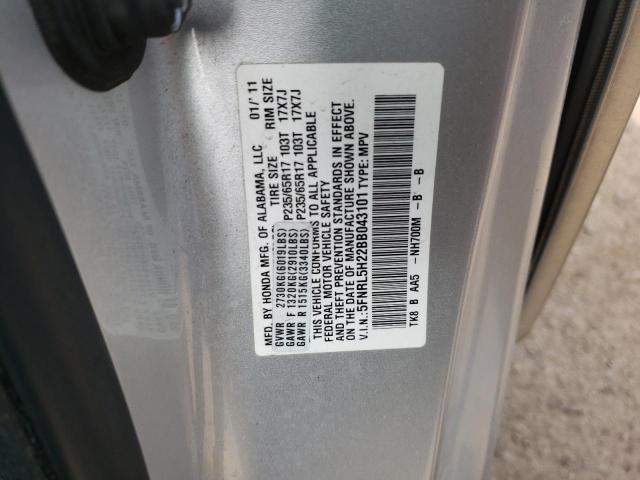 MFD. BY HONDA MFG. OF ALABAMA, LLC 01/'11
TIRE SIZE RIM SIZE
GVWR 2730KG(6019LBS)
GAWR F 1320KG(2910LBS) P235/65R17 103T 17X7J
GAWR R 1515KG(3340LBS) P235/65R17 103T 17X7J
THIS VEHICLE CONFORMS TO ALL APPLICABLE
FEDERAL MOTOR VEHICLE SAFETY
AND THEFT PREVENTION STANDARDS IN EFFECT
ON THE DATE OF MANUFACTURE SHOWN ABOVE.
V.I.N.:5FNRL5H22BB043101 TYPE: MPV
TK8 B AA5 -NH700M - B - B